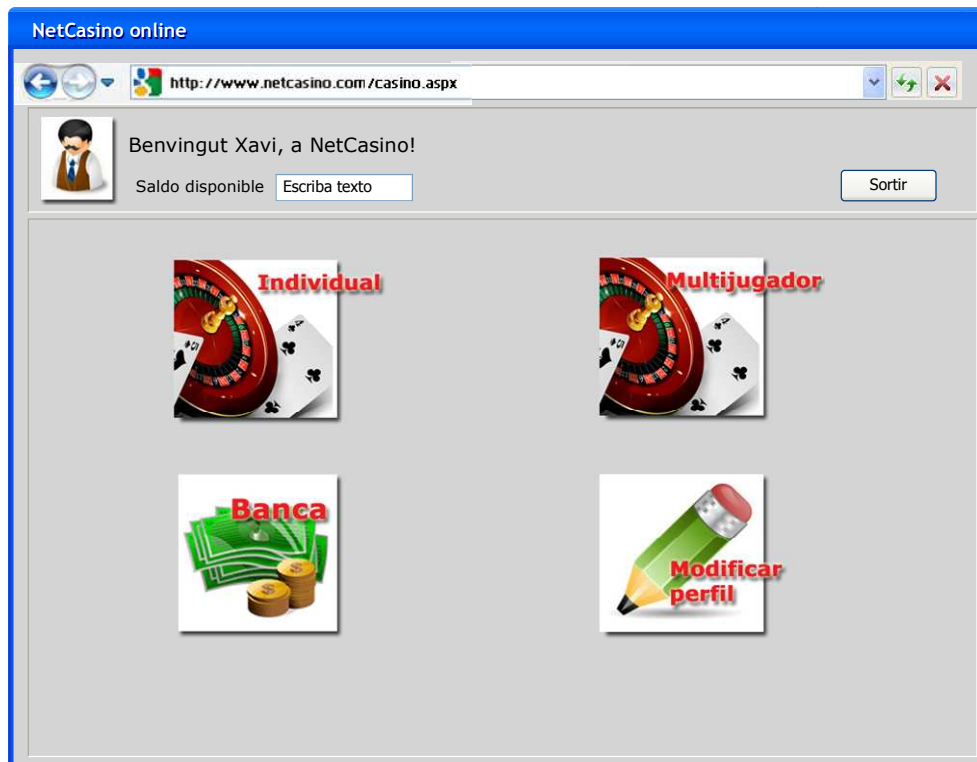 NetCasino online
http://www.netcasino.com/casino.aspx
Benvingut Xavi, a NetCasino!
Saldo disponible Escriba texto
Sortir
Individual
Multijugador
Banca
Modificar
perfil